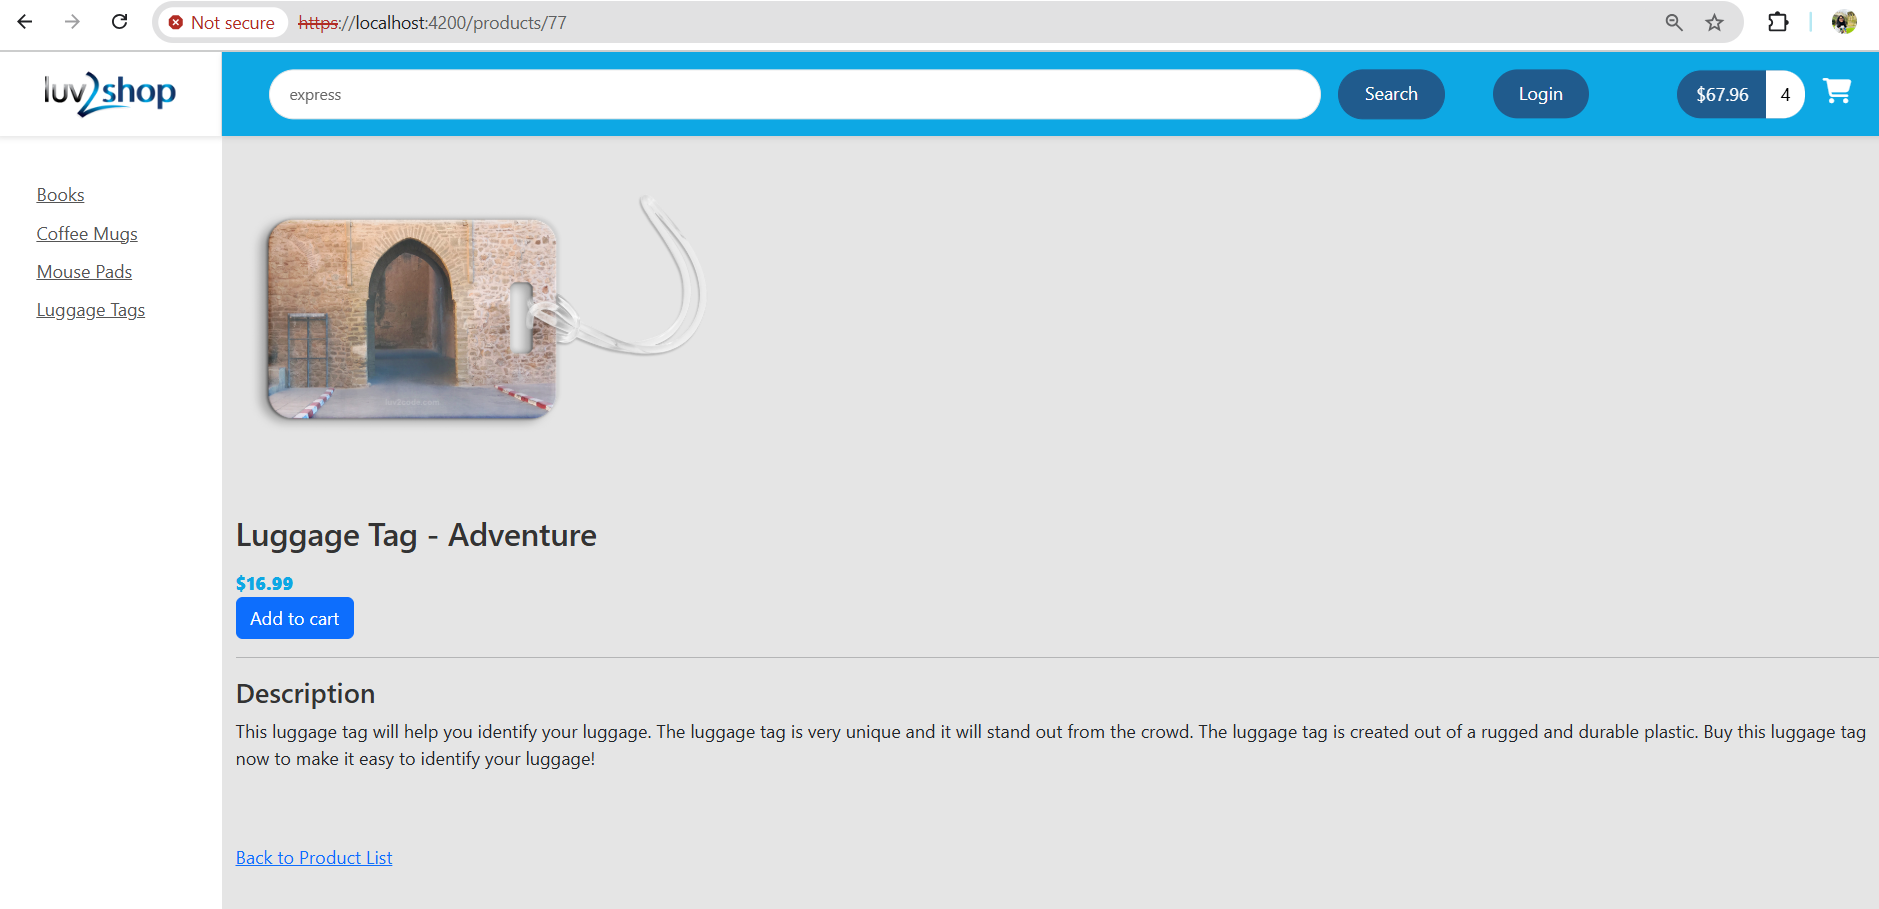 Not secure https://localhost:4200/products/77
luv2shop
express
Search
Login
$67.96 4
Books
Coffee Mugs
Mouse Pads
Luggage Tags
luv2code.com
Luggage Tag - Adventure
$16.99
Add to cart
Description
This luggage tag will help you identify your luggage. The luggage tag is very unique and it will stand out from the crowd. The luggage tag is created out of a rugged and durable plastic. Buy this luggage tag
now to make it easy to identify your luggage!
Back to Product List